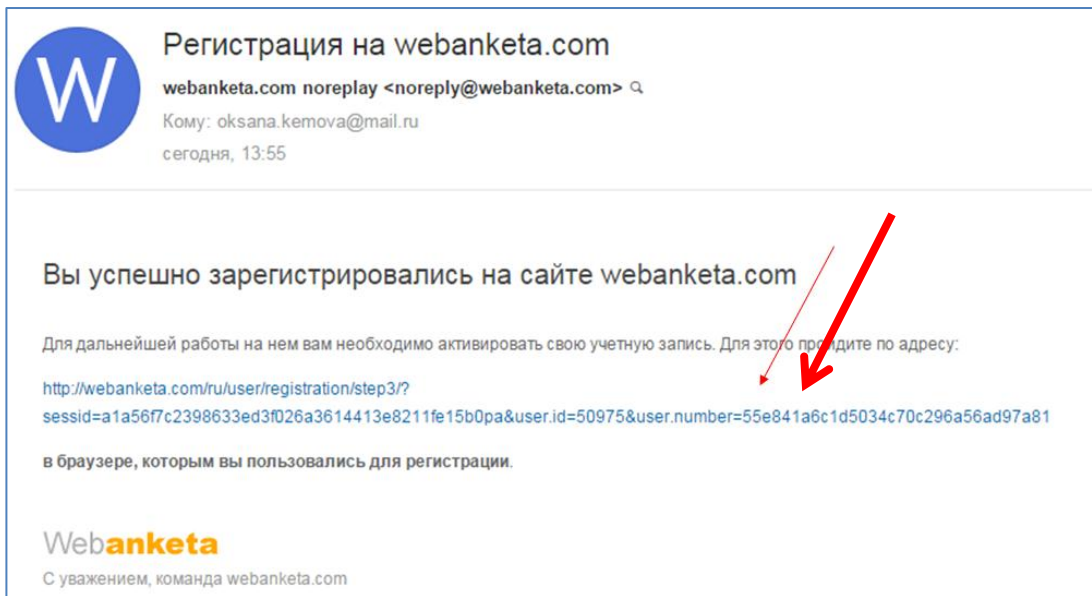 W
Регистрация на webanketa.com
webanketa.com noreplay <noreply@webanketa.com>
Кому: oksana.kemova@mail.ru
сегодня, 13:55
Вы успешно зарегистрировались на сайте webanketa.com
Для дальнейшей работы на нем вам необходимо активировать свою учетную запись. Для этого пройдите по адресу:
http://webanketa.com/ru/user/registration/step3/?
sessid=a1a56f7c2398633ed3f026a3614413e8211fe15b0pa&user.id=50975&user.number=55e841a6c1d5034c70c296a56ad97a81
в браузере, которым вы пользовались для регистрации.
Webanketa
С уважением, команда webanketa.com